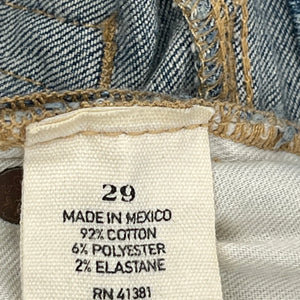 29
MADE IN MEXICO
92% COTTON
6% POLYESTER
2% ELASTANE
RN 41381